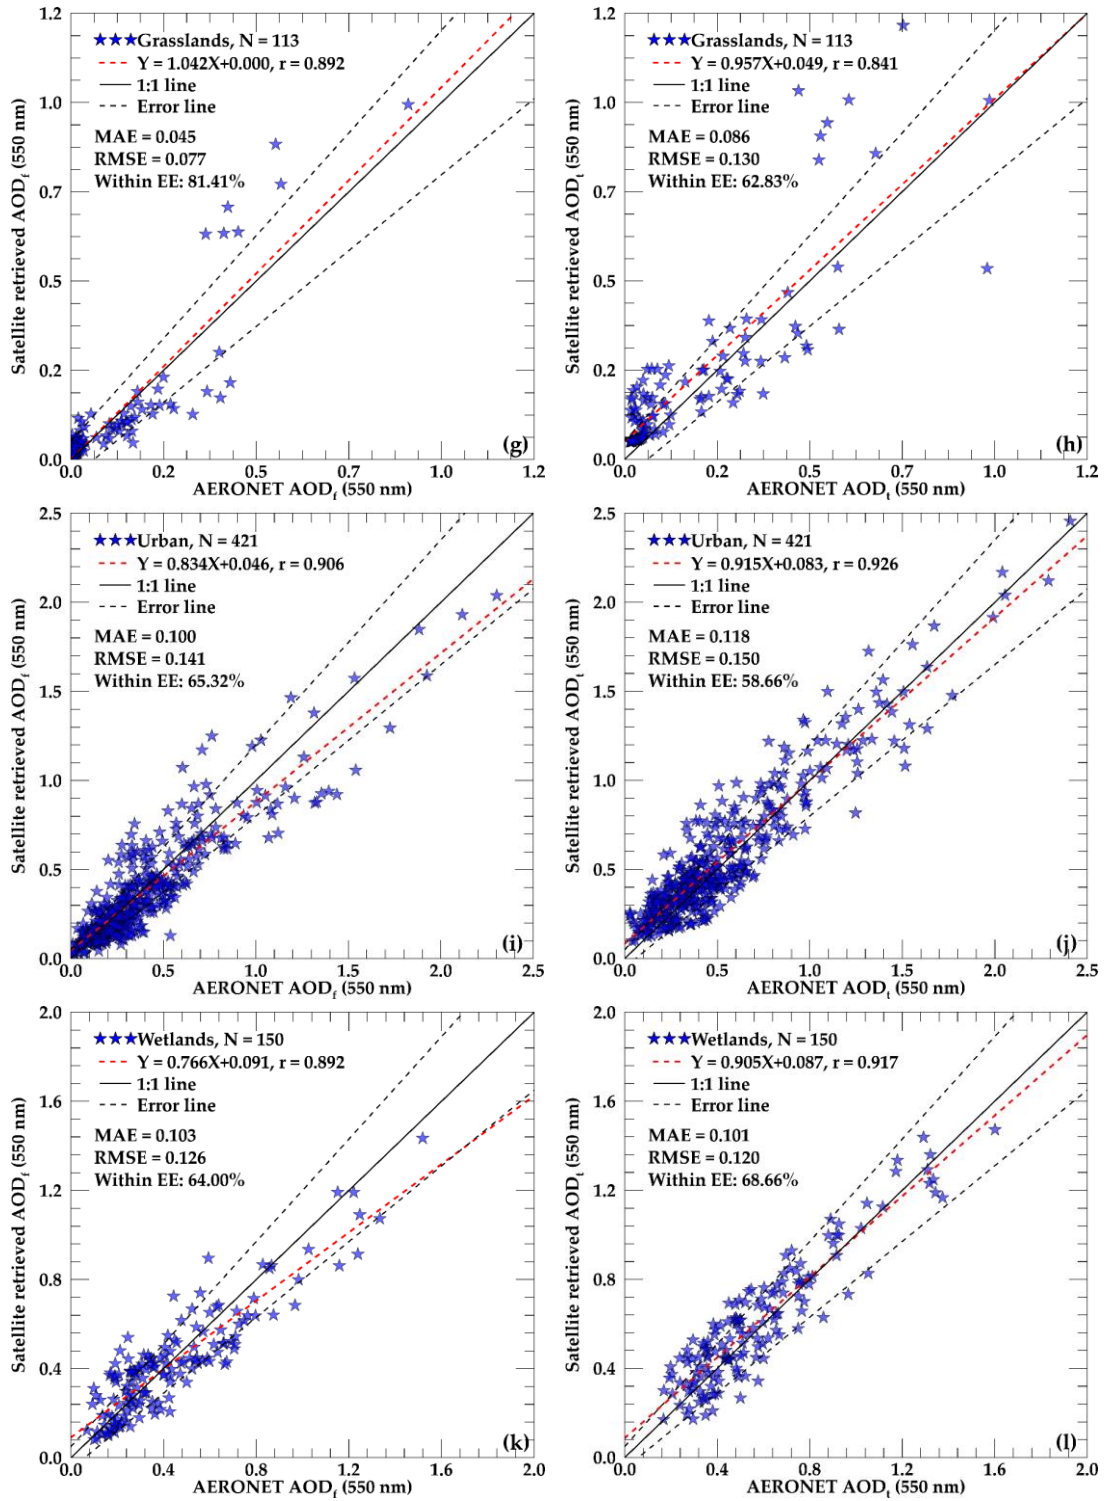 Grasslands, N = 113
Y = 1.042X+0.000, r = 0.892
1:1 line
Error line
MAE = 0.045
RMSE = 0.077
Within EE: 81.41%
Satellite retrieved AOD_f (550 nm)
1.2
1.0
0.7
0.5
0.2
0.0
(g)
0.0 0.2 0.5 0.7 1.0 1.2
AERONET AOD_f (550 nm)
Grasslands, N = 113
Y = 0.957X+0.049, r = 0.841
1:1 line
Error line
MAE = 0.086
RMSE = 0.130
Within EE: 62.83%
Satellite retrieved AOD_t (550 nm)
1.2
1.0
0.7
0.5
0.2
0.0
(h)
0.0 0.2 0.5 0.7 1.0 1.2
AERONET AOD_t (550 nm)
Urban, N = 421
Y = 0.834X+0.046, r = 0.906
1:1 line
Error line
MAE = 0.100
RMSE = 0.141
Within EE: 65.32%
Satellite retrieved AOD_f (550 nm)
2.5
2.0
1.5
1.0
0.5
0.0
(i)
0.0 0.5 1.0 1.5 2.0 2.5
AERONET AOD_f (550 nm)
Urban, N = 421
Y = 0.915X+0.083, r = 0.926
1:1 line
Error line
MAE = 0.118
RMSE = 0.150
Within EE: 58.66%
Satellite retrieved AOD_t (550 nm)
2.5
2.0
1.5
1.0
0.5
0.0
(j)
0.0 0.5 1.0 1.5 2.0 2.5
AERONET AOD_t (550 nm)
Wetlands, N = 150
Y = 0.766X+0.091, r = 0.892
1:1 line
Error line
MAE = 0.103
RMSE = 0.126
Within EE: 64.00%
Satellite retrieved AOD_f (550 nm)
2.0
1.6
1.2
0.8
0.4
0.0
(k)
0.0 0.4 0.8 1.2 1.6 2.0
AERONET AOD_f (550 nm)
Wetlands, N = 150
Y = 0.905X+0.087, r = 0.917
1:1 line
Error line
MAE = 0.101
RMSE = 0.120
Within EE: 68.66%
Satellite retrieved AOD_t (550 nm)
2.0
1.6
1.2
0.8
0.4
0.0
(l)
0.0 0.4 0.8 1.2 1.6 2.0
AERONET AOD_t (550 nm)